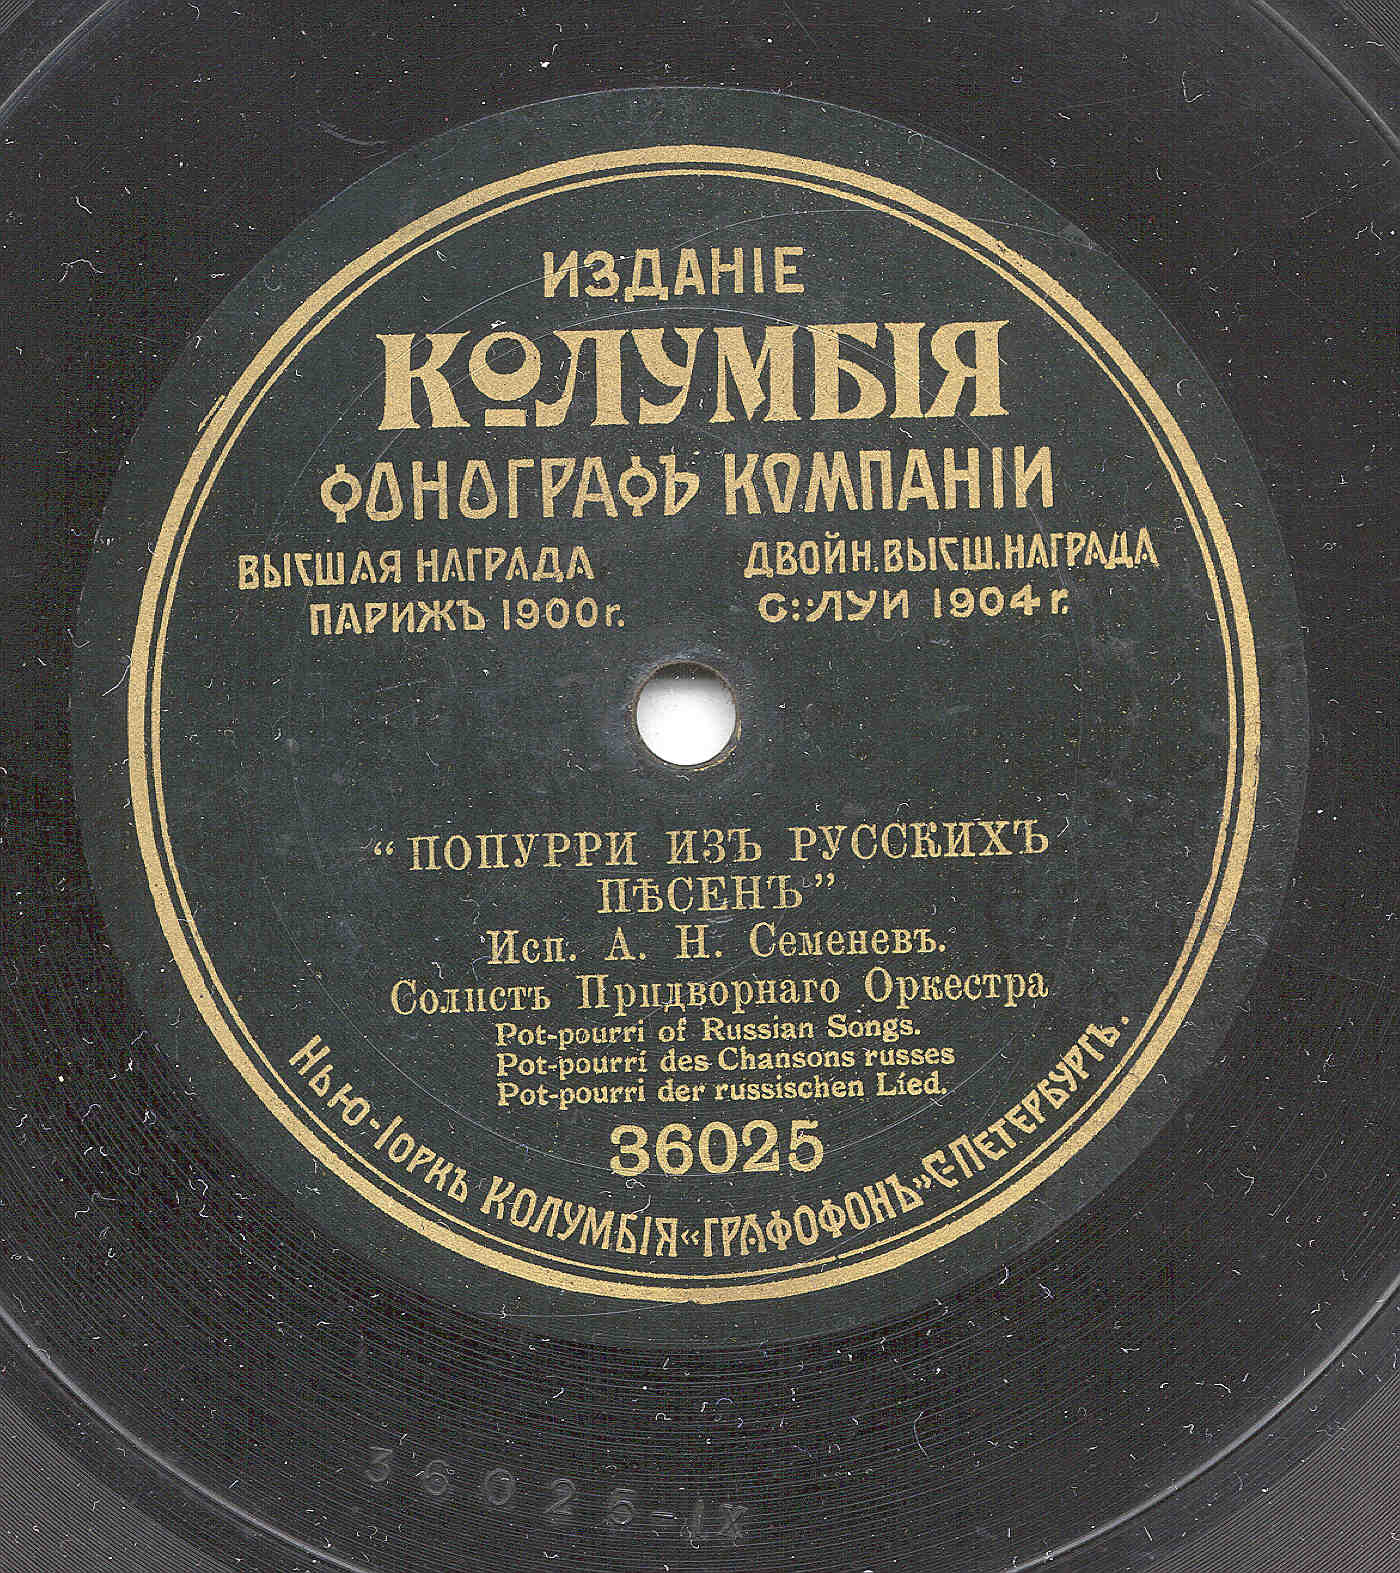 ИЗДАНІЕ
КОЛУМБІЯ
ФОНОГРАФЪ КОМПАНІИ
ВЫСШАЯ НАГРАДА
ПАРИЖЪ 1900 г.
ДВОЙН. ВЫСШ. НАГРАДА
С::ЛУИ 1904 г.
“ПОПУРРИ ИЗЪ РУССКИХЪ
ПѢСЕНЪ”
Исп. А. Н. Семеневъ.
Солистъ Придворнаго Оркестра
Pot-pourri of Russian Songs.
Pot-pourri des Chansons russes
Pot-pourri der russischen Lied.
36025
НЬЮ-ІОРКЪ КОЛУМБІЯ «ГРАФОФОНЪ» С.-ПЕТЕРБУРГЪ.
36025-1X